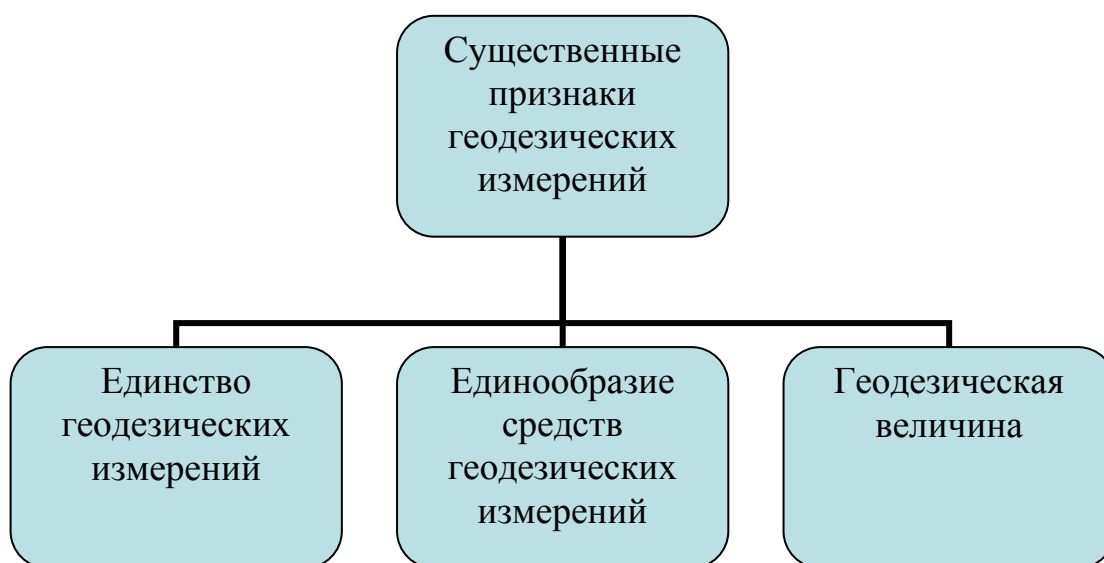 Существенные
признаки
геодезических
измерений
Единство
геодезических
измерений
Единообразие
средств
геодезических
измерений
Геодезическая
величина